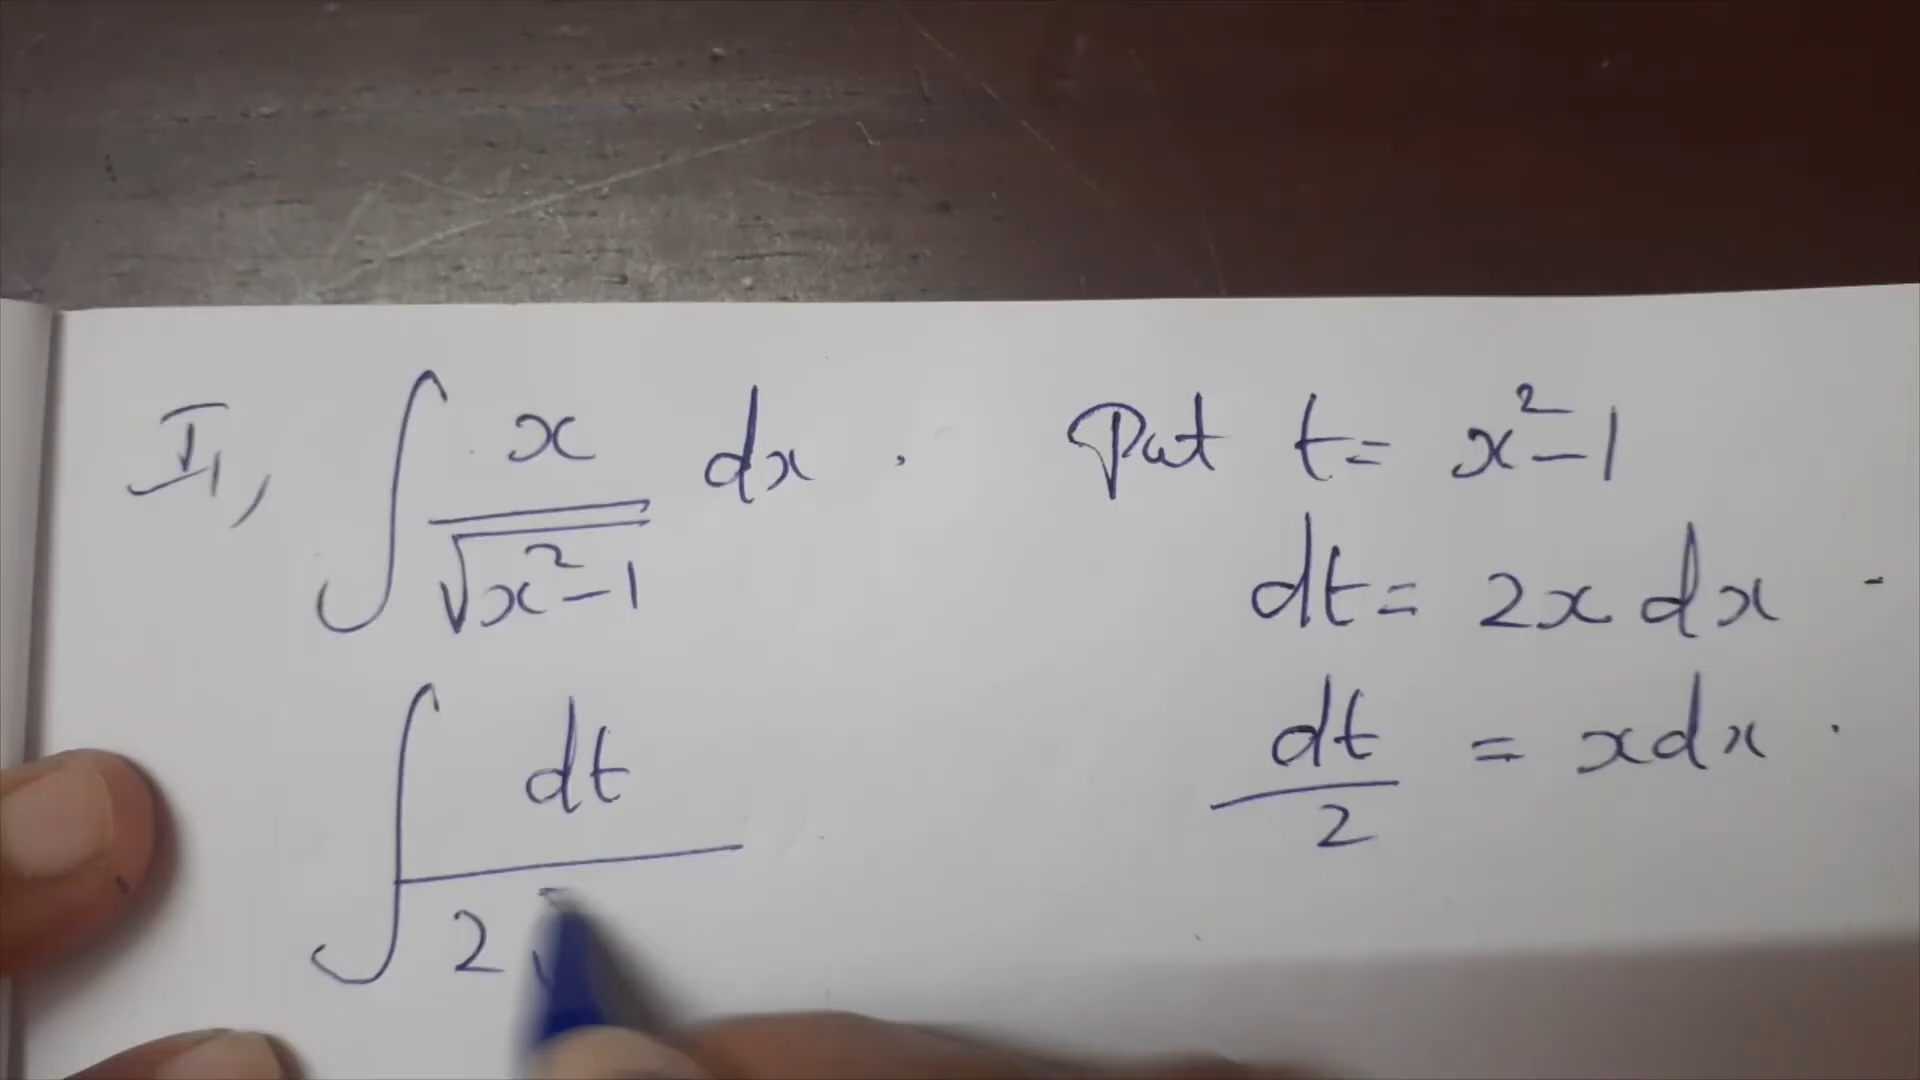 I₁, ∫ x/√(x²-1) dx . Put t = x²-1
dt = 2x dx
∫ dt/2√ dt/2 = x dx .